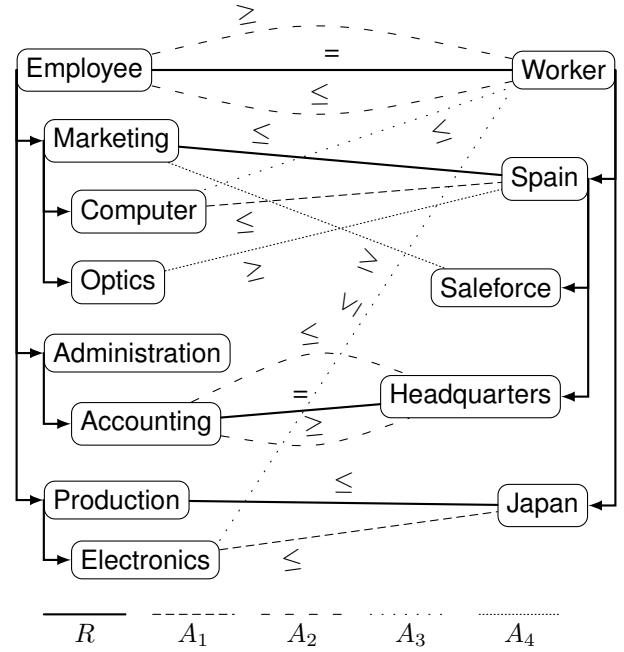 ≥
Employee = Worker
≤
Marketing ≤ ≤
Spain
Computer
≤
Optics ≥ ≥ Saleforce
≤
≤
Administration
Headquarters
=
Accounting ≥
≤
Production Japan
Electronics ≤
R A₁ A₂ A₃ A₄